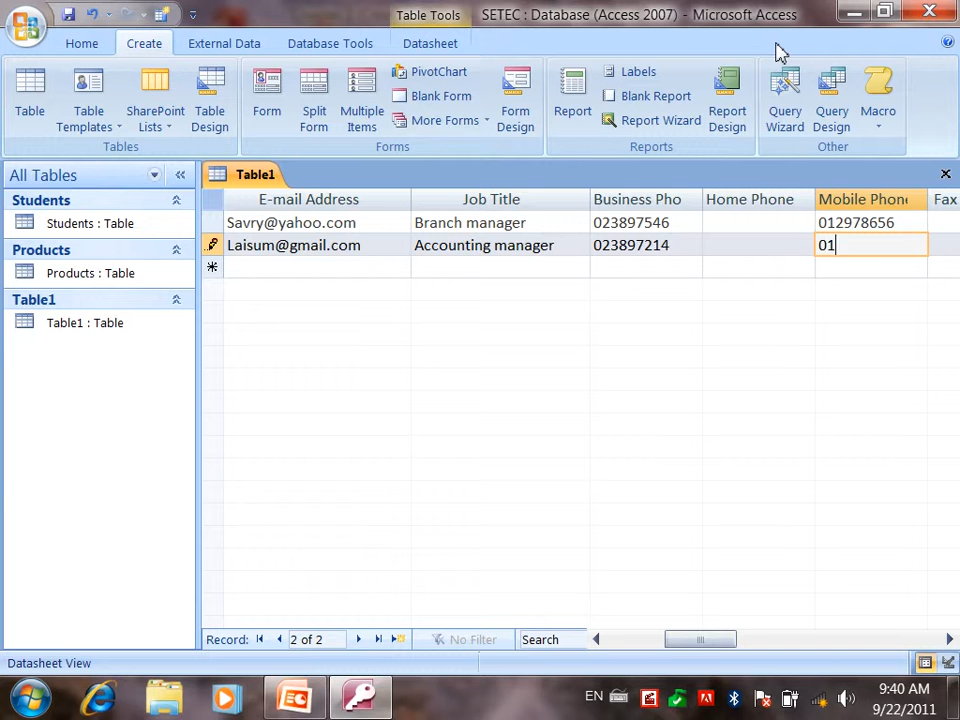 Table Tools
SETEC : Database (Access 2007) - Microsoft Access
Home
Create
External Data
Database Tools
Datasheet
Table
Table Templates
SharePoint Lists
Table Design
Tables
Form
Split Form
Multiple Items
PivotChart
Blank Form
More Forms
Form Design
Forms
Report
Labels
Blank Report
Report Wizard
Report Design
Reports
Query Wizard
Query Design
Macro
Other
All Tables
Students
Students : Table
Products
Products : Table
Table1
Table1 : Table
Table1
E-mail Address Job Title Business Pho Home Phone Mobile Phone Fax
Savry@yahoo.com Branch manager 023897546 012978656
Laisum@gmail.com Accounting manager 023897214 01
Record: 2 of 2 No Filter Search
Datasheet View
EN
9:40 AM
9/22/2011